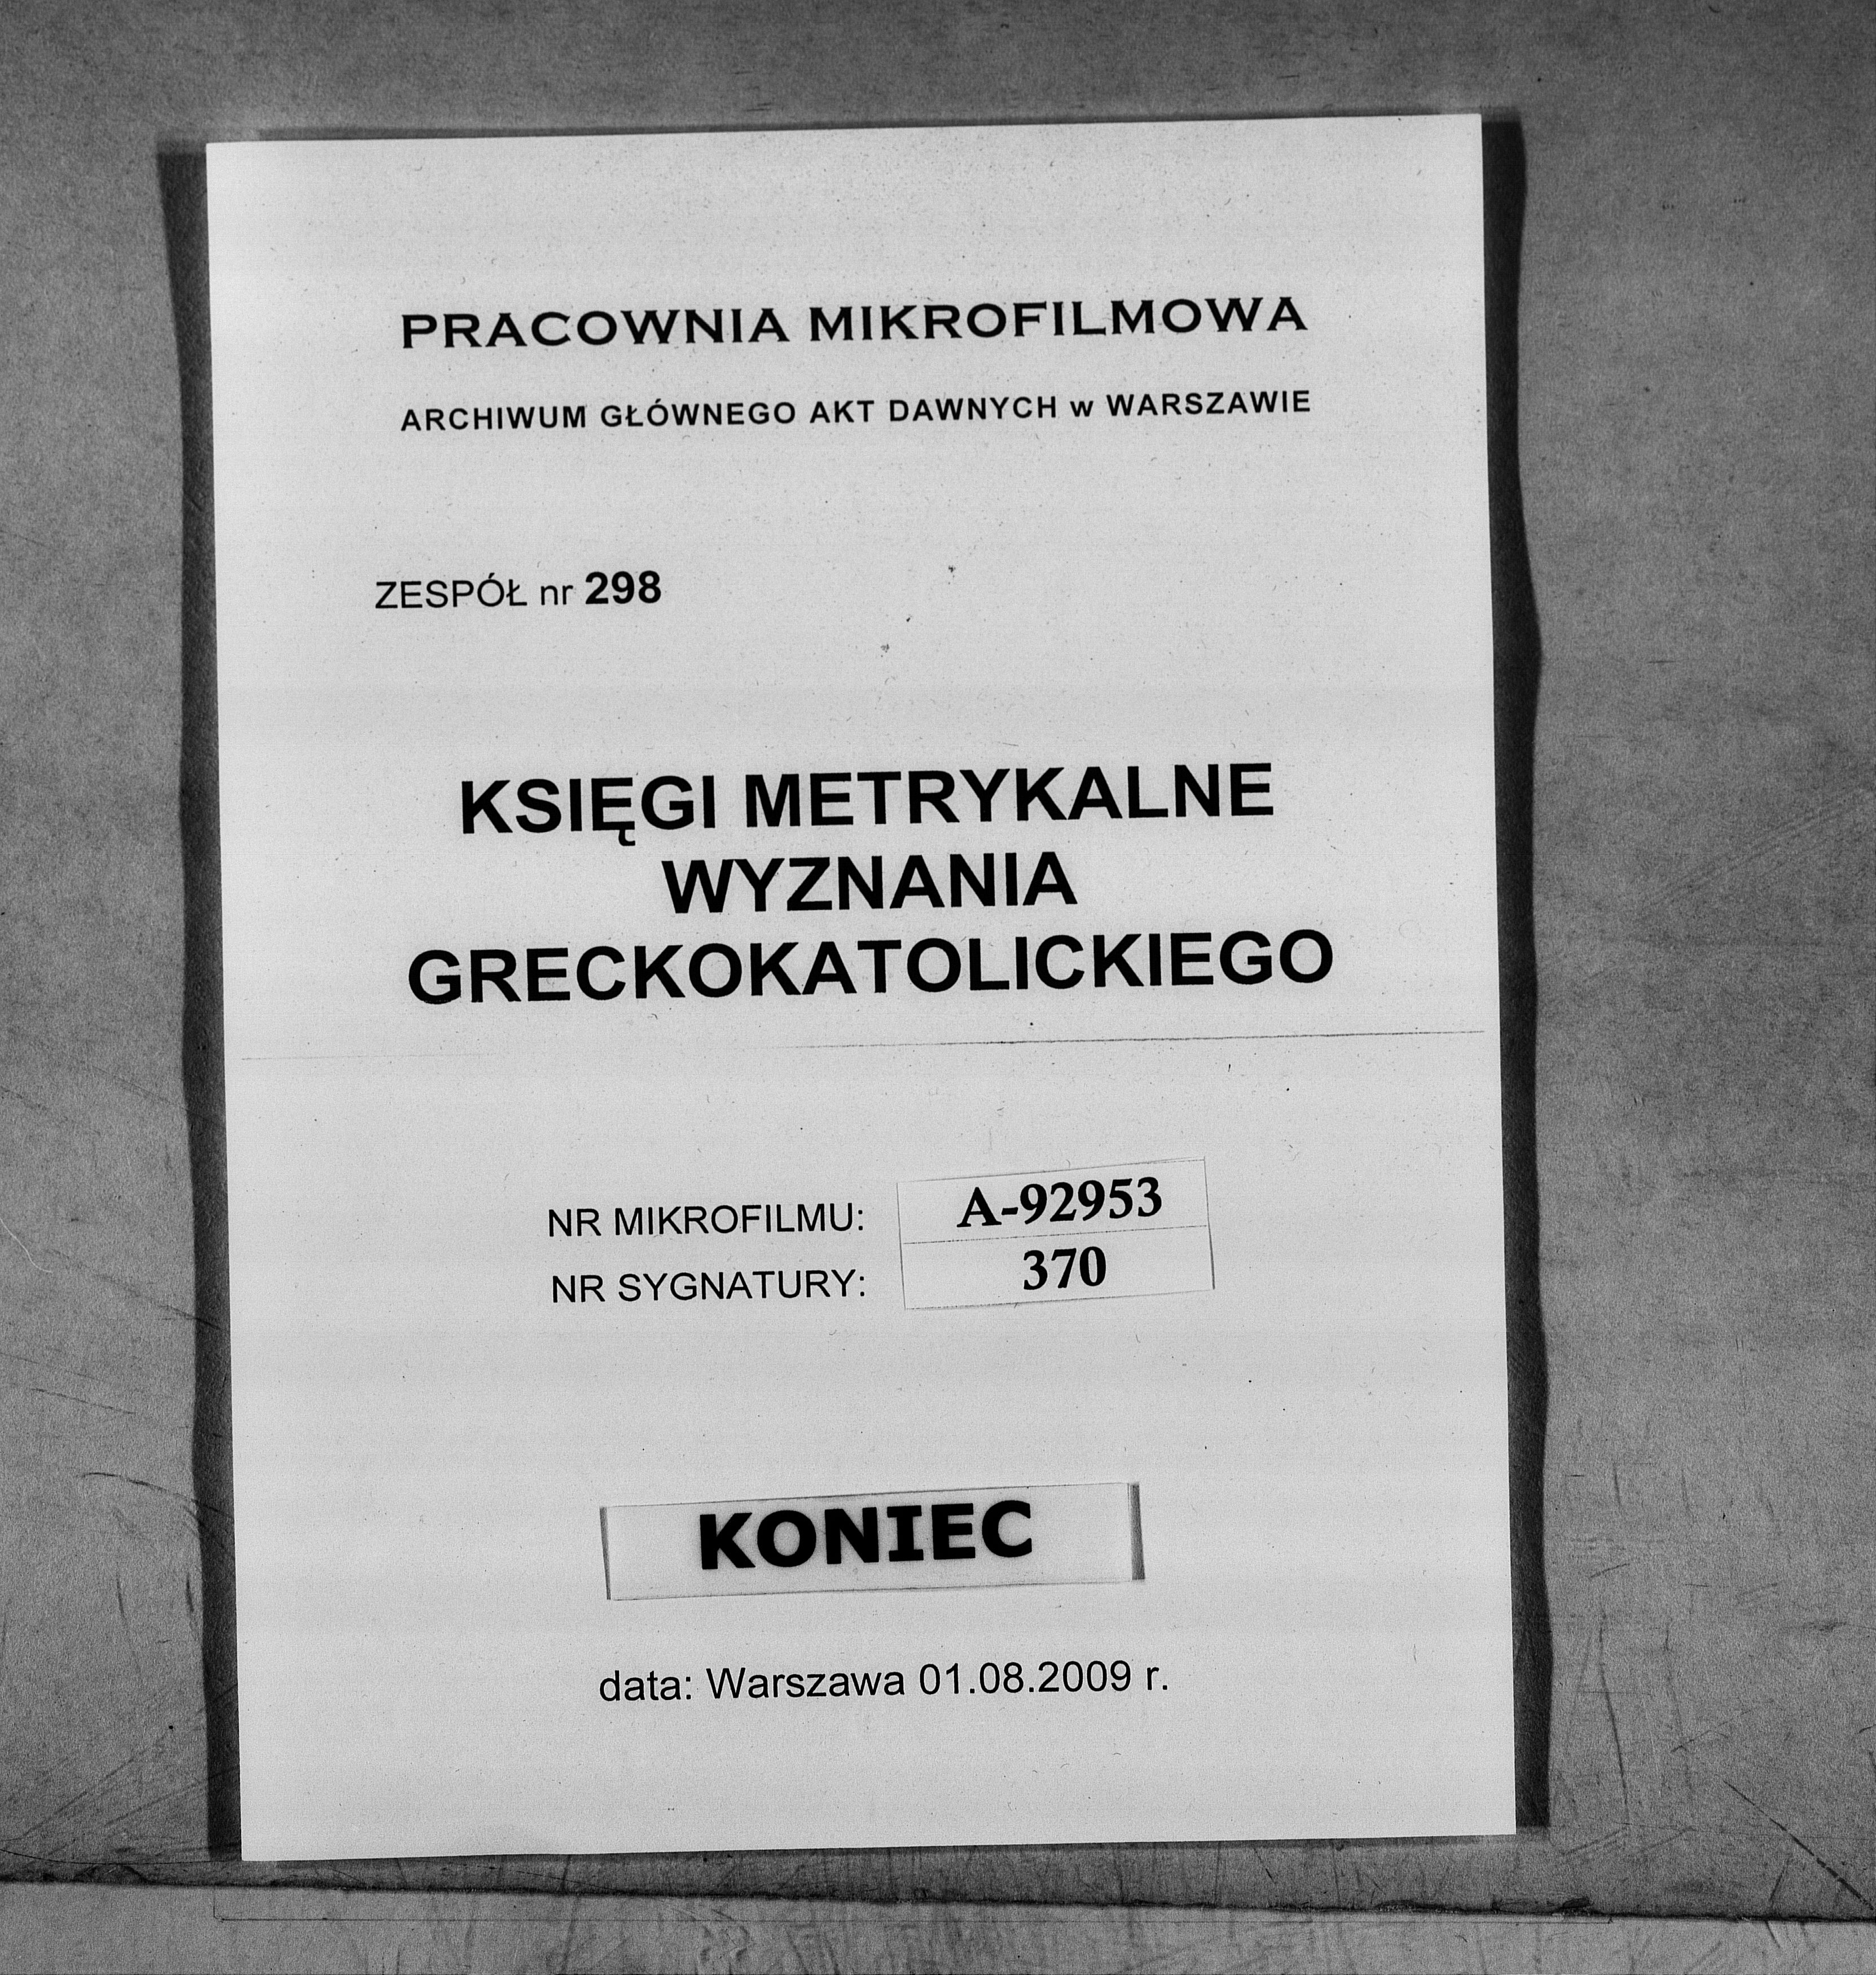 PRACOWNIA MIKROFILMOWA
ARCHIWUM GŁÓWNEGO AKT DAWNYCH w WARSZAWIE
ZESPÓŁ nr 298
KSIĘGI METRYKALNE
WYZNANIA
GRECKOKATOLICKIEGO
NR MIKROFILMU: A-92953
NR SYGNATURY: 370
KONIEC
data: Warszawa 01.08.2009 r.